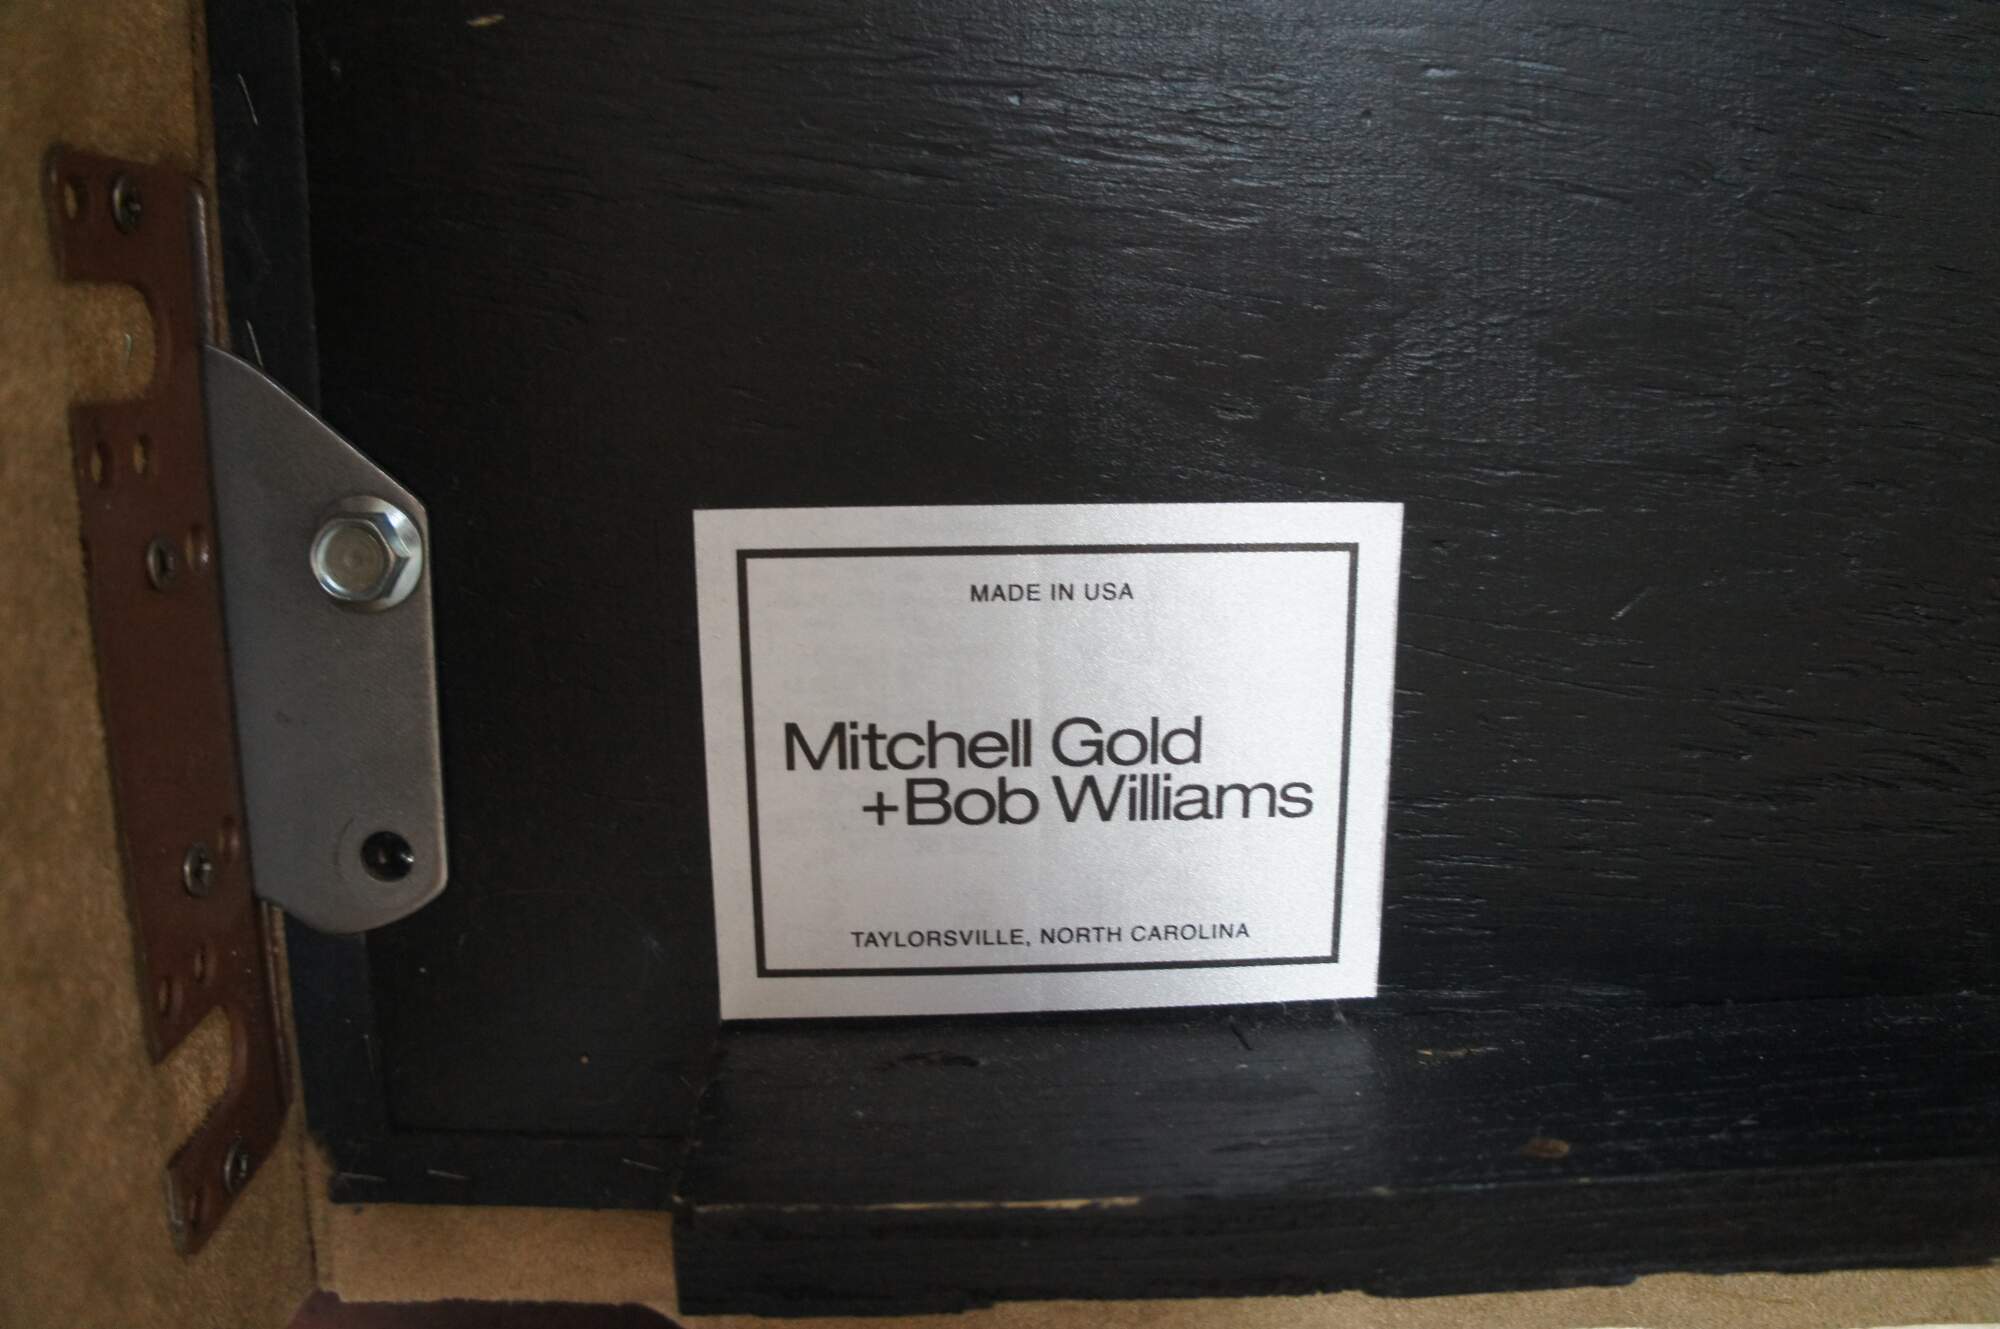 MADE IN USA
Mitchell Gold
+Bob Williams
TAYLORSVILLE, NORTH CAROLINA